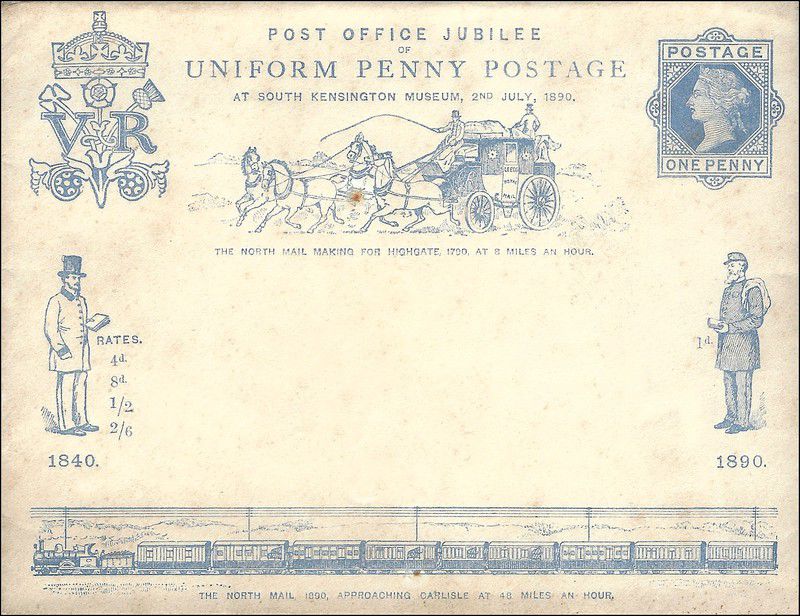 POST OFFICE JUBILEE
OF
UNIFORM PENNY POSTAGE
AT SOUTH KENSINGTON MUSEUM, 2ND JULY, 1890.
VR
POSTAGE
ONE PENNY
ROYAL
MAIL
THE NORTH MAIL MAKING FOR HIGHGATE, 1790, AT 8 MILES AN HOUR.
RATES.
4d.
8d.
1/2
2/6
1840.
1d.
1890.
THE NORTH MAIL, 1890, APPROACHING CARLISLE AT 48 MILES AN HOUR.